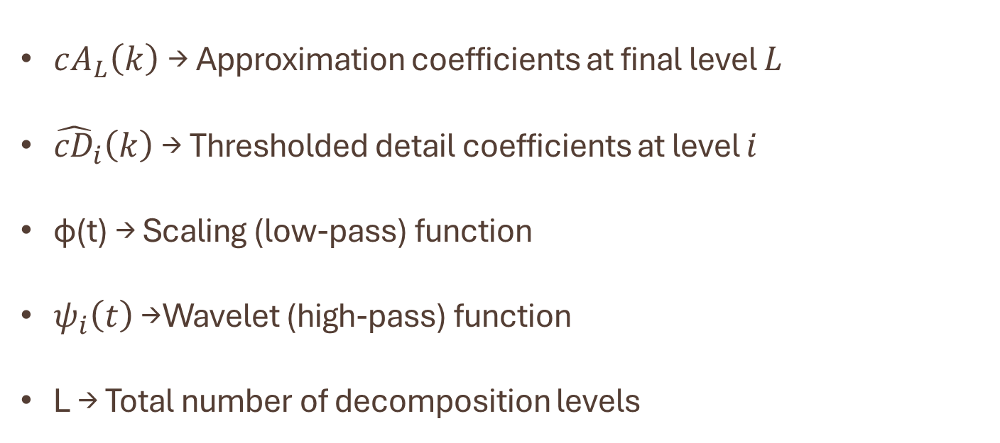 • $cA_L(k)$ → Approximation coefficients at final level $L$
• $\widehat{cD}_i(k)$ → Thresholded detail coefficients at level $i$
• ϕ(t) → Scaling (low-pass) function
• $\psi_i(t)$ →Wavelet (high-pass) function
• L → Total number of decomposition levels